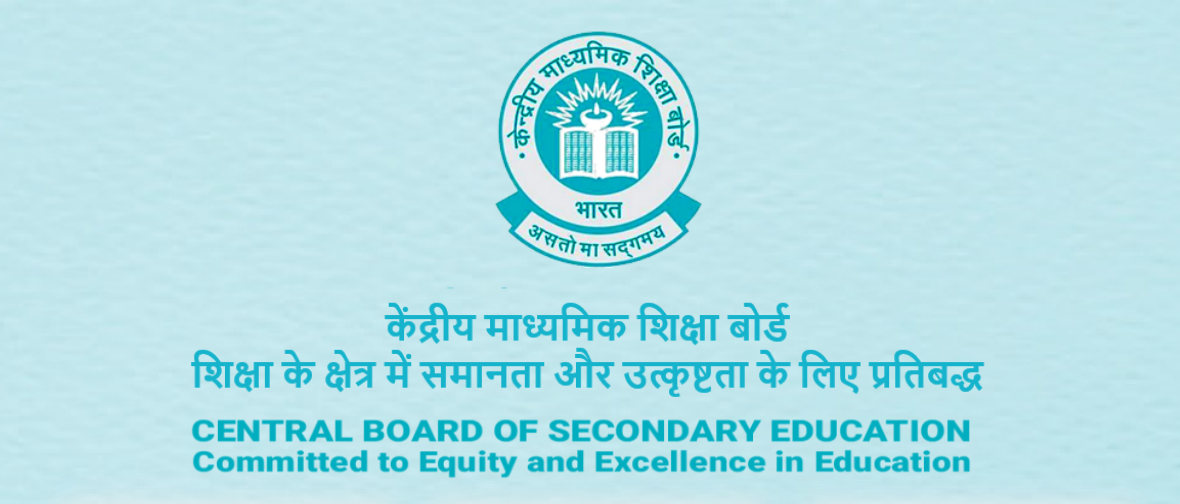 केन्द्रीय माध्यमिक शिक्षा बोर्ड
भारत
असतो मा सद्गमय
केंद्रीय माध्यमिक शिक्षा बोर्ड
शिक्षा के क्षेत्र में समानता और उत्कृष्टता के लिए प्रतिबद्ध
CENTRAL BOARD OF SECONDARY EDUCATION
Committed to Equity and Excellence in Education